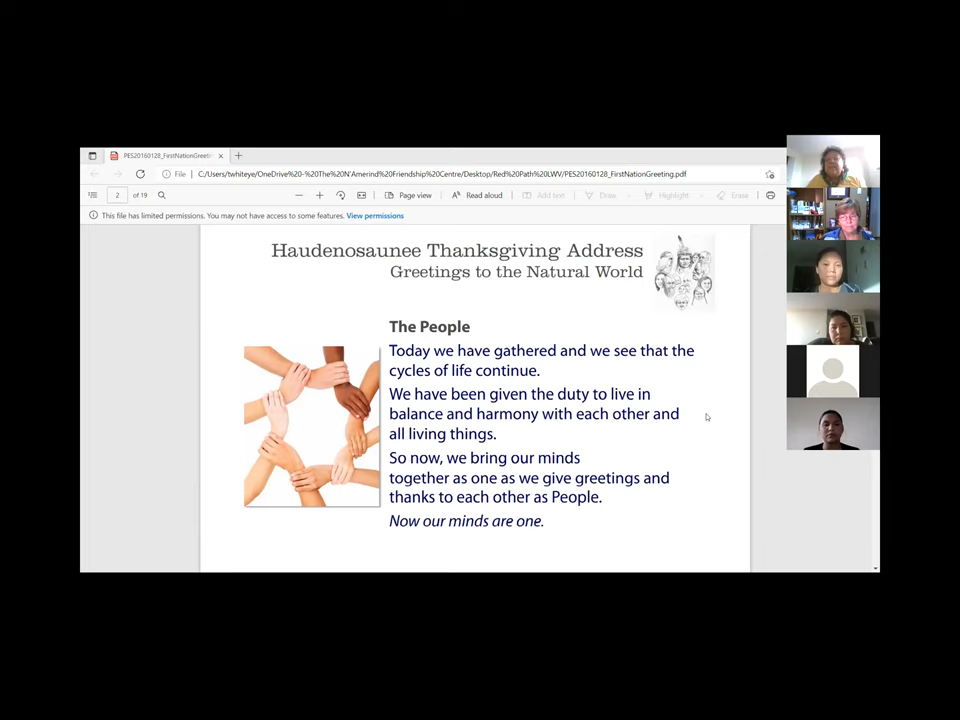 PES20160128_FirstNationGreetin
File
C:/Users/twhiteye/OneDrive%20-%20The%20N'Amerind%20Friendship%20Centre/Desktop/Red%20Path%20LWV/PES20160128_FirstNationGreeting.pdf
2 of 19
Page view
Read aloud
Add text
Draw
Highlight
Erase
This file has limited permissions. You may not have access to some features. View permissions
Haudenosaunee Thanksgiving Address
Greetings to the Natural World
The People
Today we have gathered and we see that the
cycles of life continue.
We have been given the duty to live in
balance and harmony with each other and
all living things.
So now, we bring our minds
together as one as we give greetings and
thanks to each other as People.
Now our minds are one.